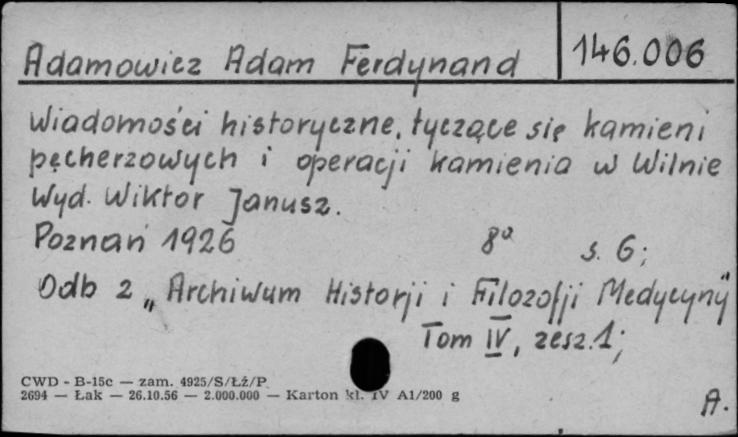 Adamowicz Adam Ferdynand 146.006
Wiadomości historyczne, tyczące się kamieni
pęcherzowych i operacji kamienia w Wilnie
Wyd. Wiktor Janusz.
Poznań 1926 8° s. 6;
Odb z „Archiwum Historji i Filozofji Medycyny"
Tom IV, zesz. 1;
CWD - B-15c — zam. 4925/S/Łź/P
2694 — Łak — 26.10.56 — 2.000.000 — Karton kl. IV A1/200 g
A.